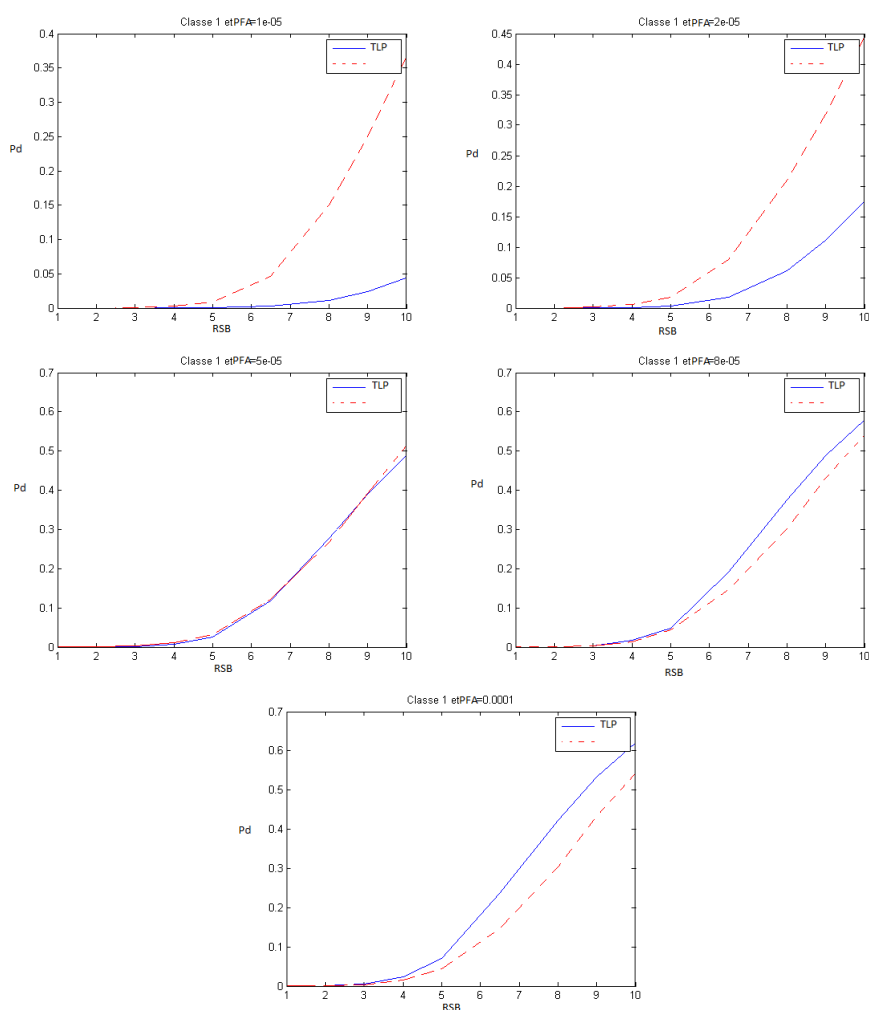 Classe 1 etPFA=1e-05
TLP
0.4
0.35
0.3
0.25
0.2
0.15
0.1
0.05
0
Pd
1 2 3 4 5 6 7 8 9 10
RSB
Classe 1 etPFA=2e-05
TLP
0.45
0.4
0.35
0.3
0.25
0.2
0.15
0.1
0.05
0
Pd
1 2 3 4 5 6 7 8 9 10
RSB
Classe 1 etPFA=5e-05
TLP
0.7
0.6
0.5
0.4
0.3
0.2
0.1
0
Pd
1 2 3 4 5 6 7 8 9 10
RSB
Classe 1 etPFA=8e-05
TLP
0.7
0.6
0.5
0.4
0.3
0.2
0.1
0
Pd
1 2 3 4 5 6 7 8 9 10
RSB
Classe 1 etPFA=0.0001
TLP
0.7
0.6
0.5
0.4
0.3
0.2
0.1
0
Pd
1 2 3 4 5 6 7 8 9 10
RSB